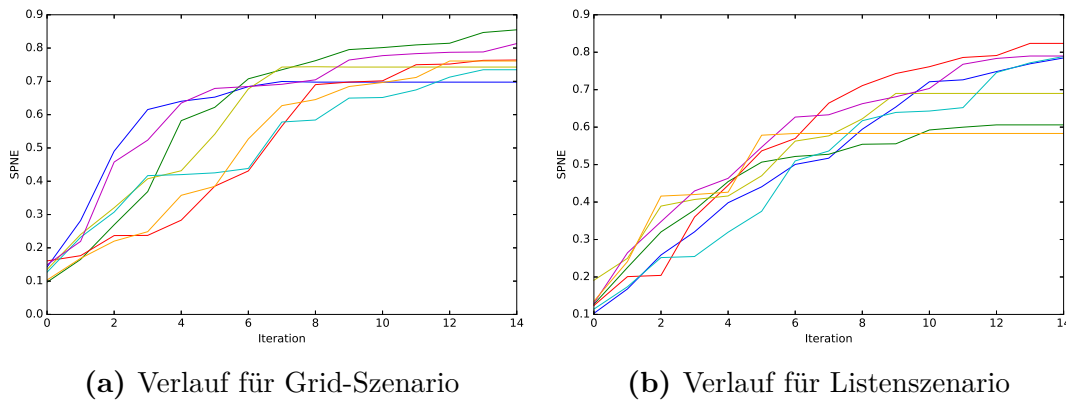 0.9
0.8
0.7
0.6
0.5
0.4
0.3
0.2
0.1
0.0
SPNE
0 2 4 6 8 10 12 14
Iteration
(a) Verlauf für Grid-Szenario
0.9
0.8
0.7
0.6
0.5
0.4
0.3
0.2
0.1
SPNE
0 2 4 6 8 10 12 14
Iteration
(b) Verlauf für Listenszenario